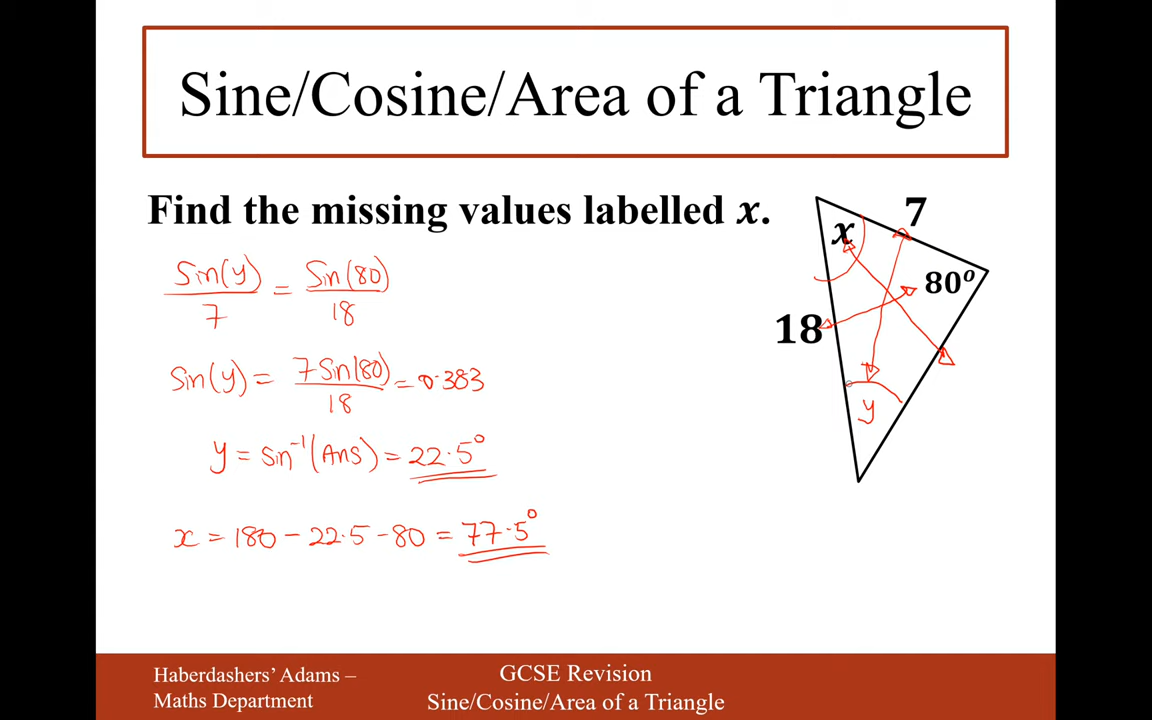 Sine/Cosine/Area of a Triangle
Find the missing values labelled x.
Sin(y)/7 = Sin(80)/18
Sin(y) = 7Sin(80)/18 = 0.383
y = Sin⁻¹(Ans) = 22.5°
x = 180 - 22.5 - 80 = 77.5°
7
x
80°
18
y
Haberdashers’ Adams –
Maths Department
GCSE Revision
Sine/Cosine/Area of a Triangle